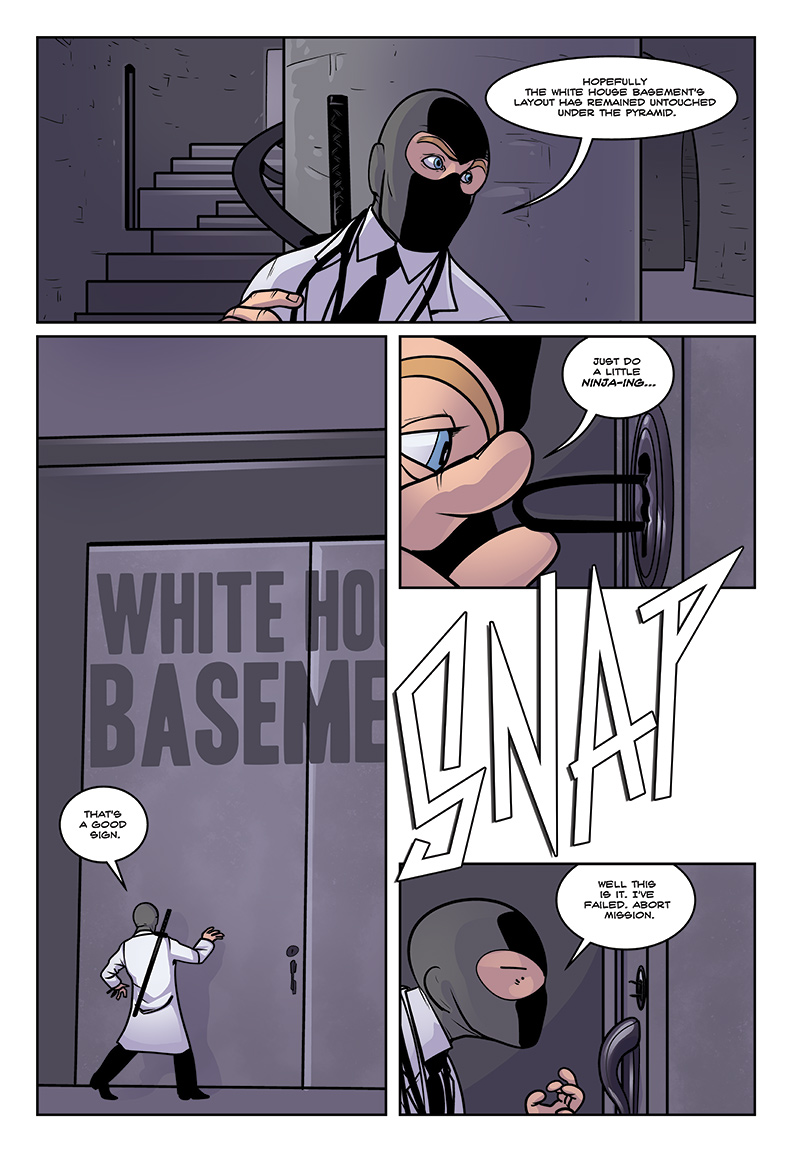 HOPEFULLY
THE WHITE HOUSE BASEMENT'S
LAYOUT HAS REMAINED UNTOUCHED
UNDER THE PYRAMID.
WHITE HOU
BASEME
THAT'S
A GOOD
SIGN.
JUST DO
A LITTLE
NINJA-ING...
SNAP
WELL THIS
IS IT. I'VE
FAILED. ABORT
MISSION.